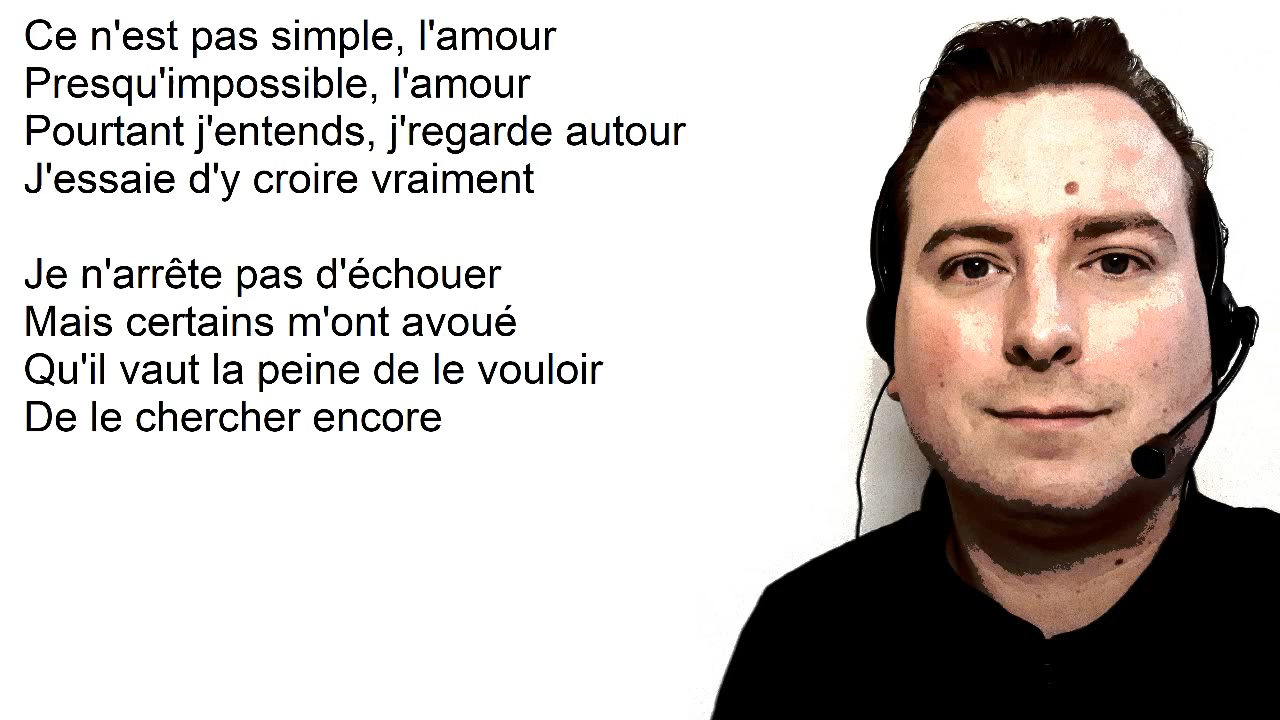 Ce n'est pas simple, l'amour
Presqu'impossible, l'amour
Pourtant j'entends, j'regarde autour
J'essaie d'y croire vraiment
Je n'arrête pas d'échouer
Mais certains m'ont avoué
Qu'il vaut la peine de le vouloir
De le chercher encore